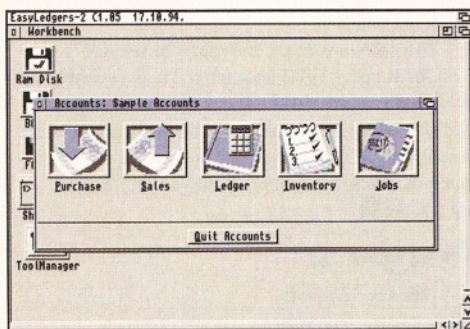 EasyLedgers-2 C1.05 17.10.94.
Workbench
Ram Disk
Accounts: Sample Accounts
Purchase
Sales
Ledger
Inventory
Jobs
Quit Accounts
ToolManager